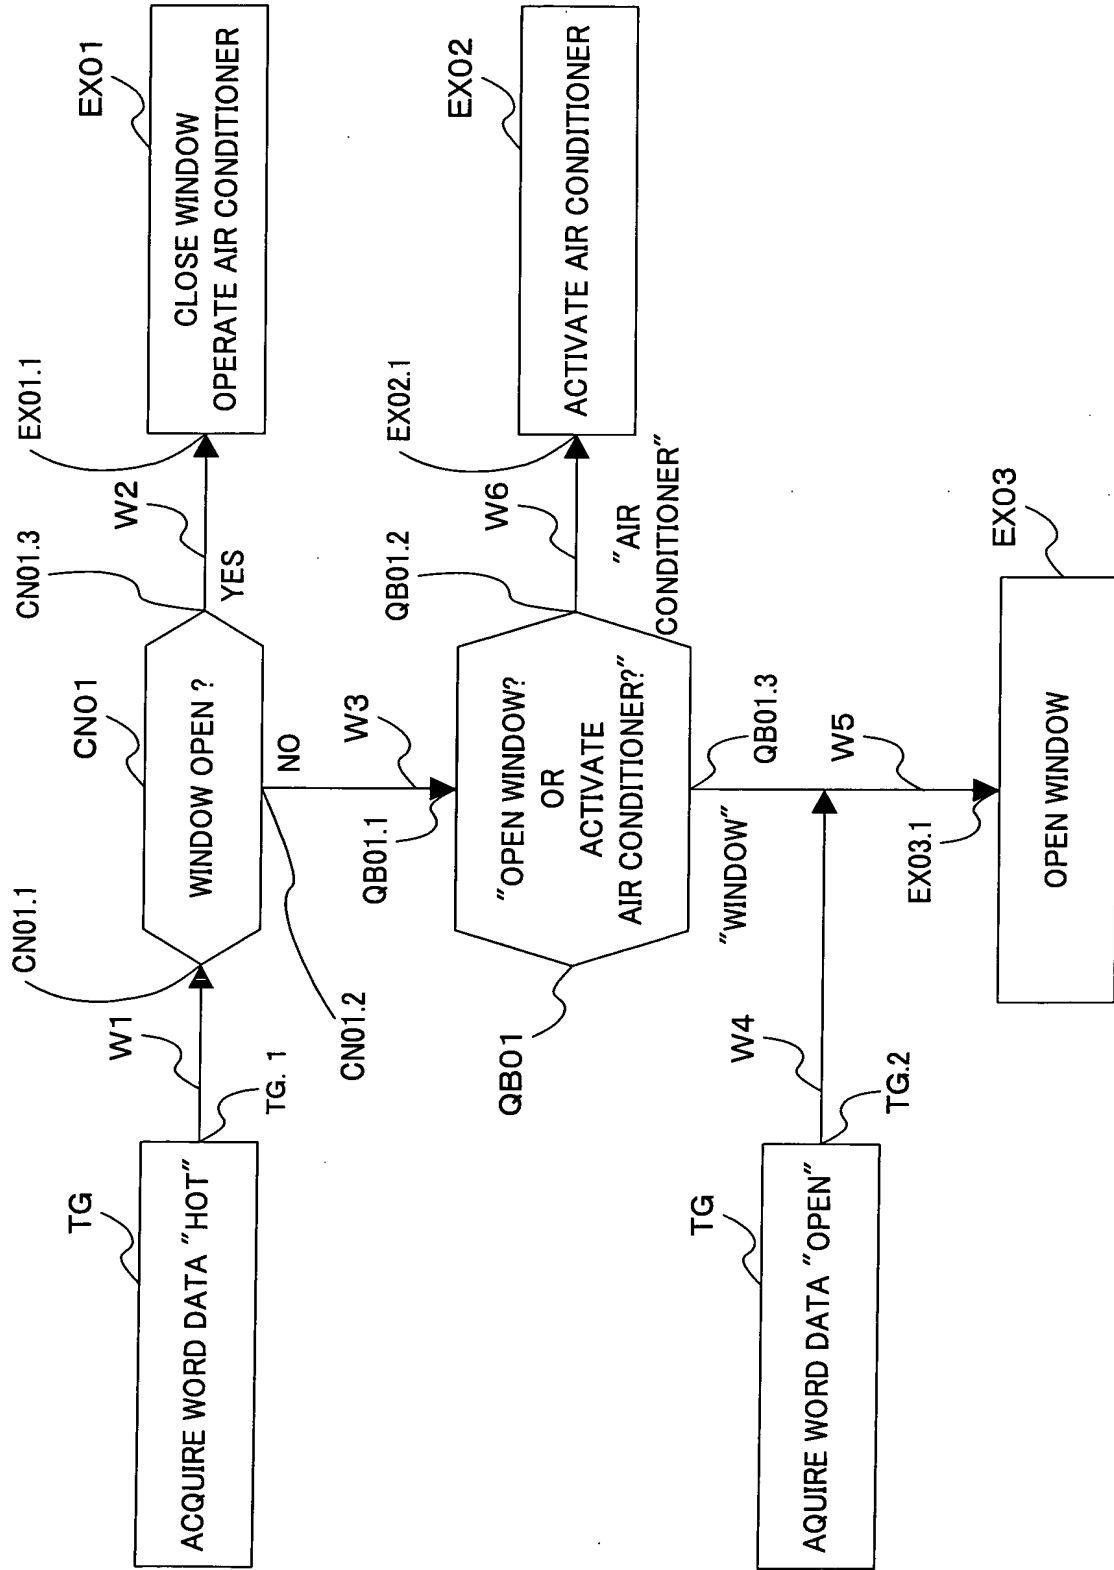 TG
ACQUIRE WORD DATA "HOT"
TG. 1
W1
CN01.1
CN01
WINDOW OPEN ?
CN01.2
CN01.3
YES
NO
W2
EX01.1
EX01
CLOSE WINDOW
OPERATE AIR CONDITIONER
W3
QB01.1
QB01
"OPEN WINDOW?
OR
ACTIVATE
AIR CONDITIONER?"
QB01.2
W6
"AIR
CONDITIONER"
EX02.1
EX02
ACTIVATE AIR CONDITIONER
QB01.3
"WINDOW"
TG
AQUIRE WORD DATA "OPEN"
TG.2
W4
W5
EX03.1
EX03
OPEN WINDOW